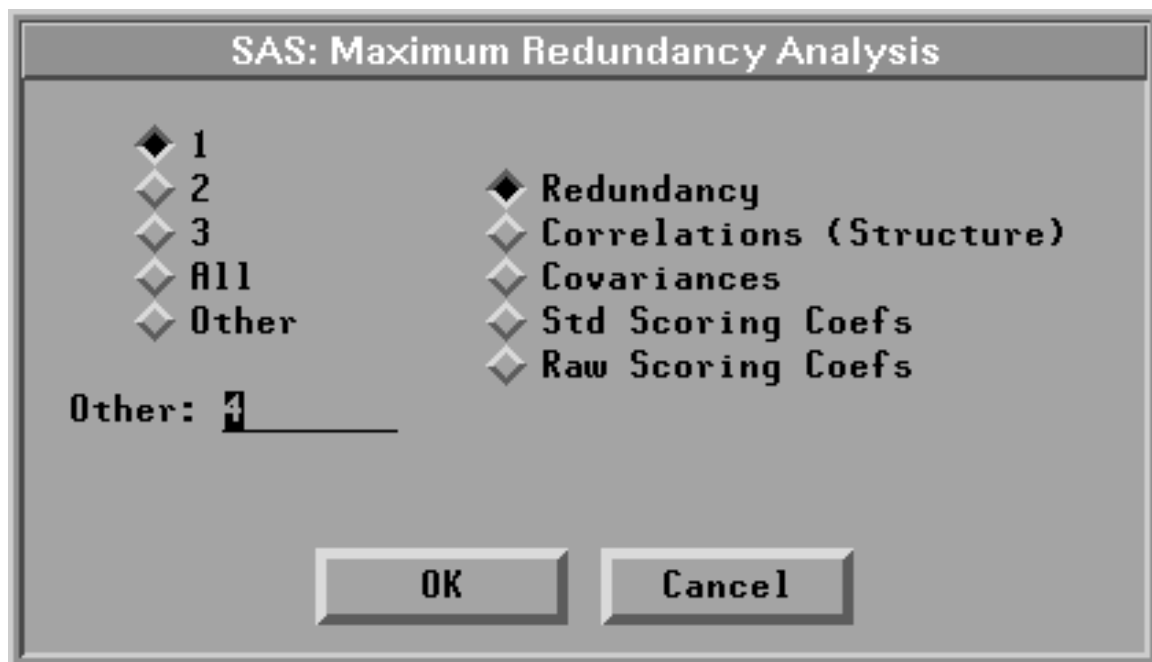 SAS: Maximum Redundancy Analysis
1
2
3
All
Other
Redundancy
Correlations (Structure)
Covariances
Std Scoring Coefs
Raw Scoring Coefs
Other: 4
OK
Cancel